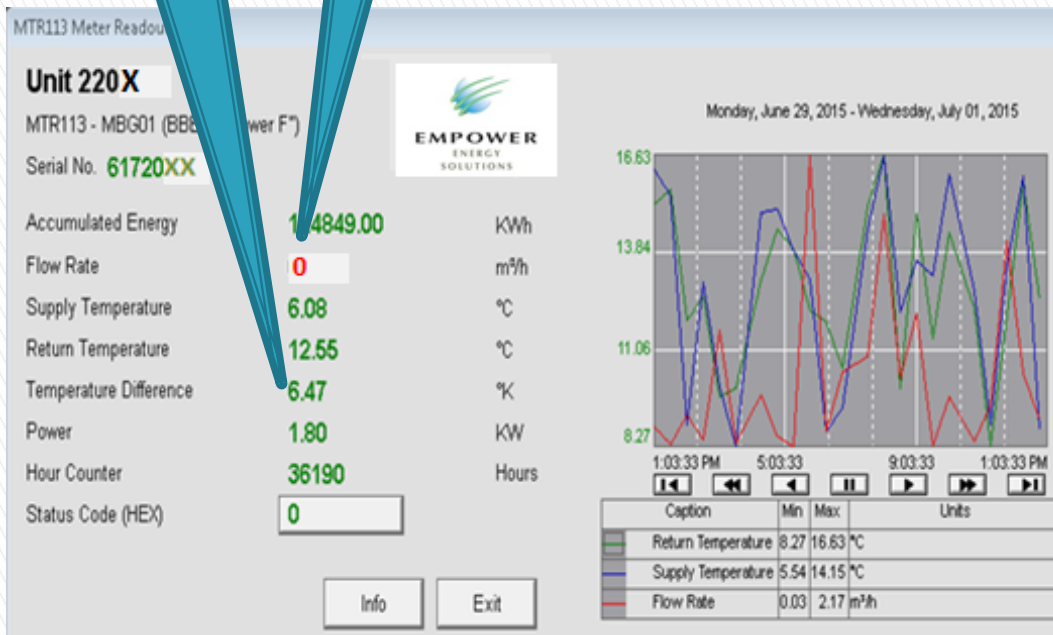 MTR113 Meter Readou
Unit 220X
MTR113 - MBG01 (BBE wer F")
Serial No. 61720XX
EMPOWER
ENERGY
SOLUTIONS
Accumulated Energy 1 4849.00 KWh
Flow Rate 0 m³/h
Supply Temperature 6.08 °C
Return Temperature 12.55 °C
Temperature Difference 6.47 °K
Power 1.80 KW
Hour Counter 36190 Hours
Status Code (HEX) 0
Info Exit
Monday, June 29, 2015 - Wednesday, July 01, 2015
16.63
13.84
11.06
8.27
1:03:33 PM 5:03:33 9:03:33 1:03:33 PM
Caption Min Max Units
Return Temperature 8.27 16.63 °C
Supply Temperature 5.54 14.15 °C
Flow Rate 0.03 2.17 m³/h